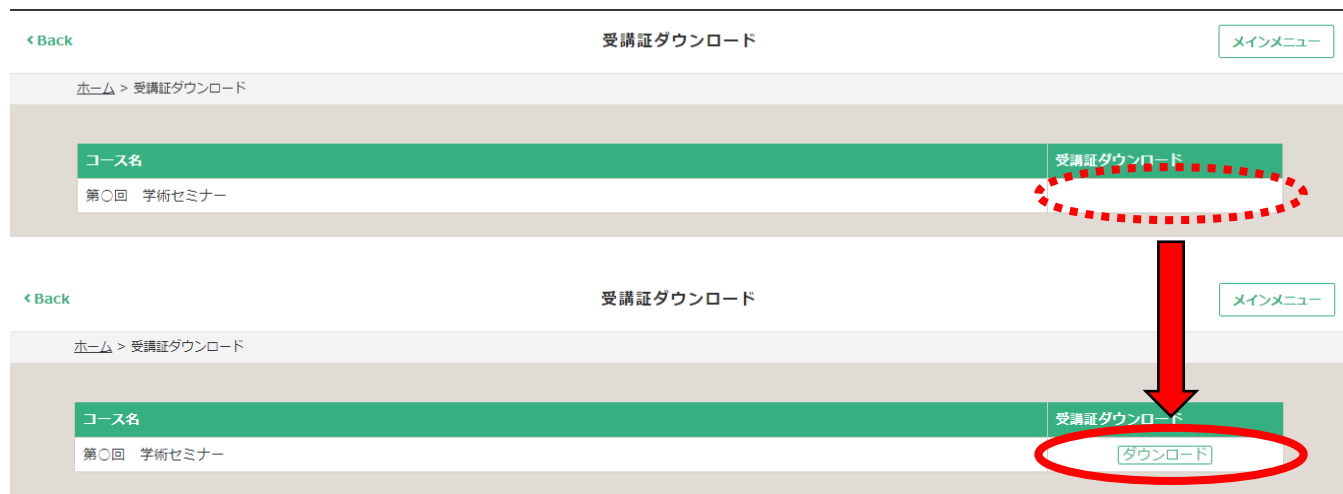 Back 受講証ダウンロード メインメニュー
ホーム > 受講証ダウンロード
コース名 受講証ダウンロード
第○回 学術セミナー
Back 受講証ダウンロード メインメニュー
ホーム > 受講証ダウンロード
コース名 受講証ダウンロード
第○回 学術セミナー ダウンロード